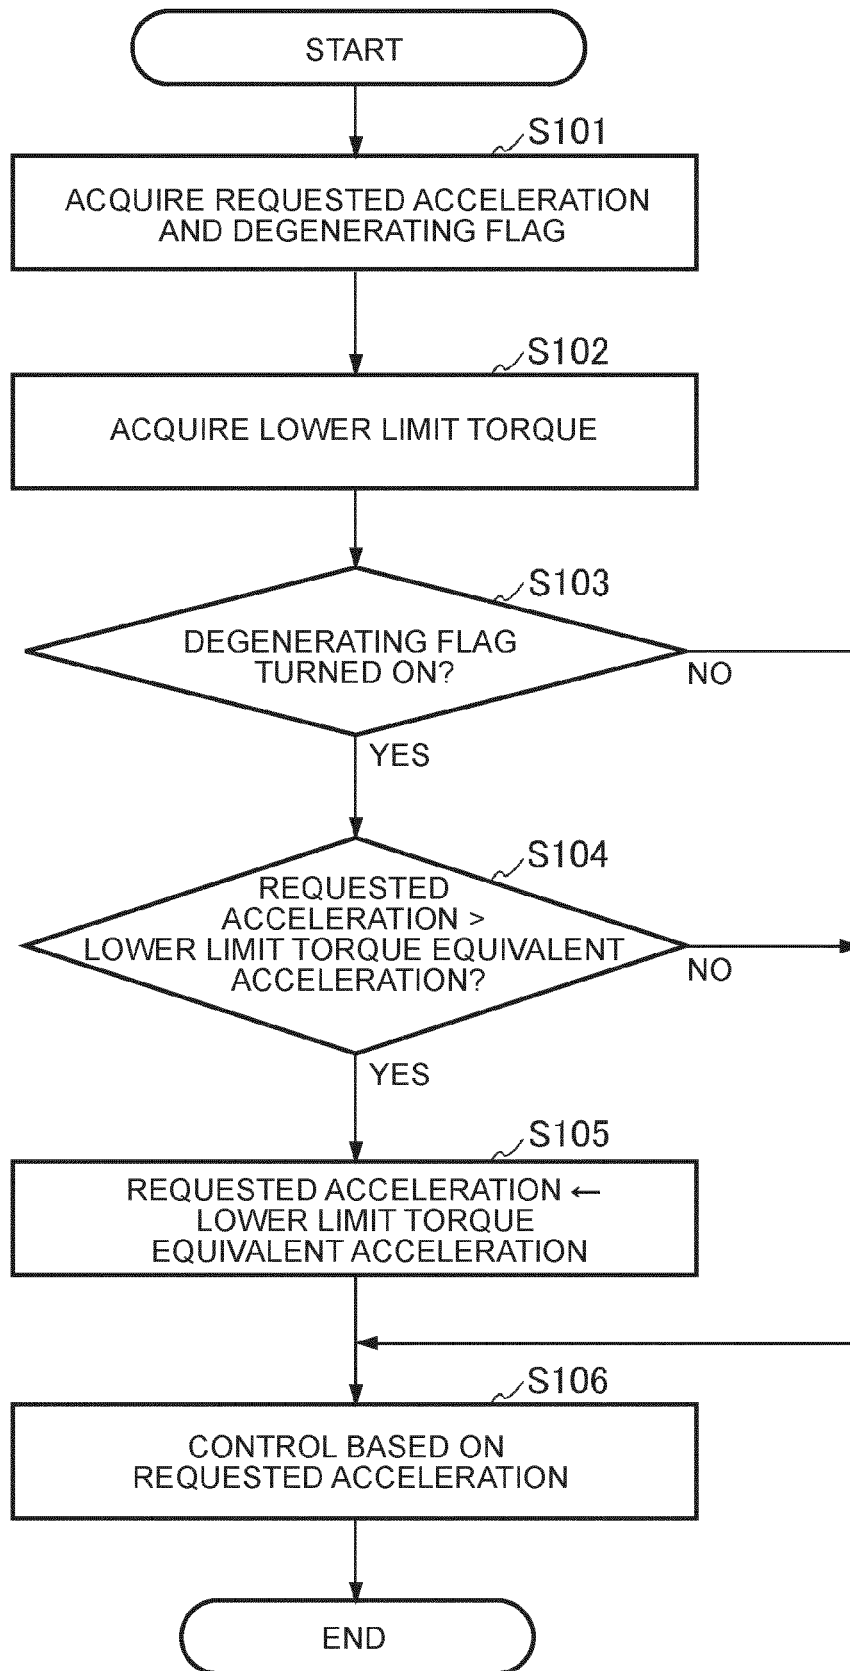 START
S101
ACQUIRE REQUESTED ACCELERATION
AND DEGENERATING FLAG
S102
ACQUIRE LOWER LIMIT TORQUE
S103
DEGENERATING FLAG
TURNED ON?
NO
YES
S104
REQUESTED
ACCELERATION >
LOWER LIMIT TORQUE EQUIVALENT
ACCELERATION?
NO
YES
S105
REQUESTED ACCELERATION ←
LOWER LIMIT TORQUE
EQUIVALENT ACCELERATION
S106
CONTROL BASED ON
REQUESTED ACCELERATION
END